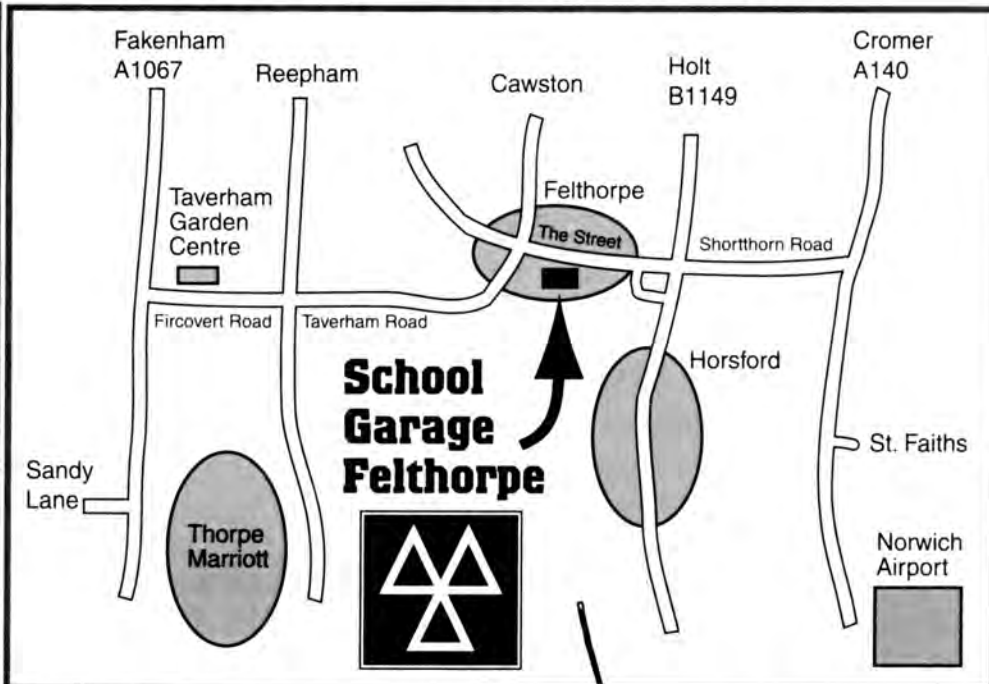 Fakenham
A1067
Reepham
Cawston
Holt
B1149
Cromer
A140
Taverham
Garden
Centre
Felthorpe
The Street
Shortthorn Road
Fircovert Road
Taverham Road
School
Garage
Felthorpe
Horsford
Sandy
Lane
St. Faiths
Thorpe
Marriott
Norwich
Airport